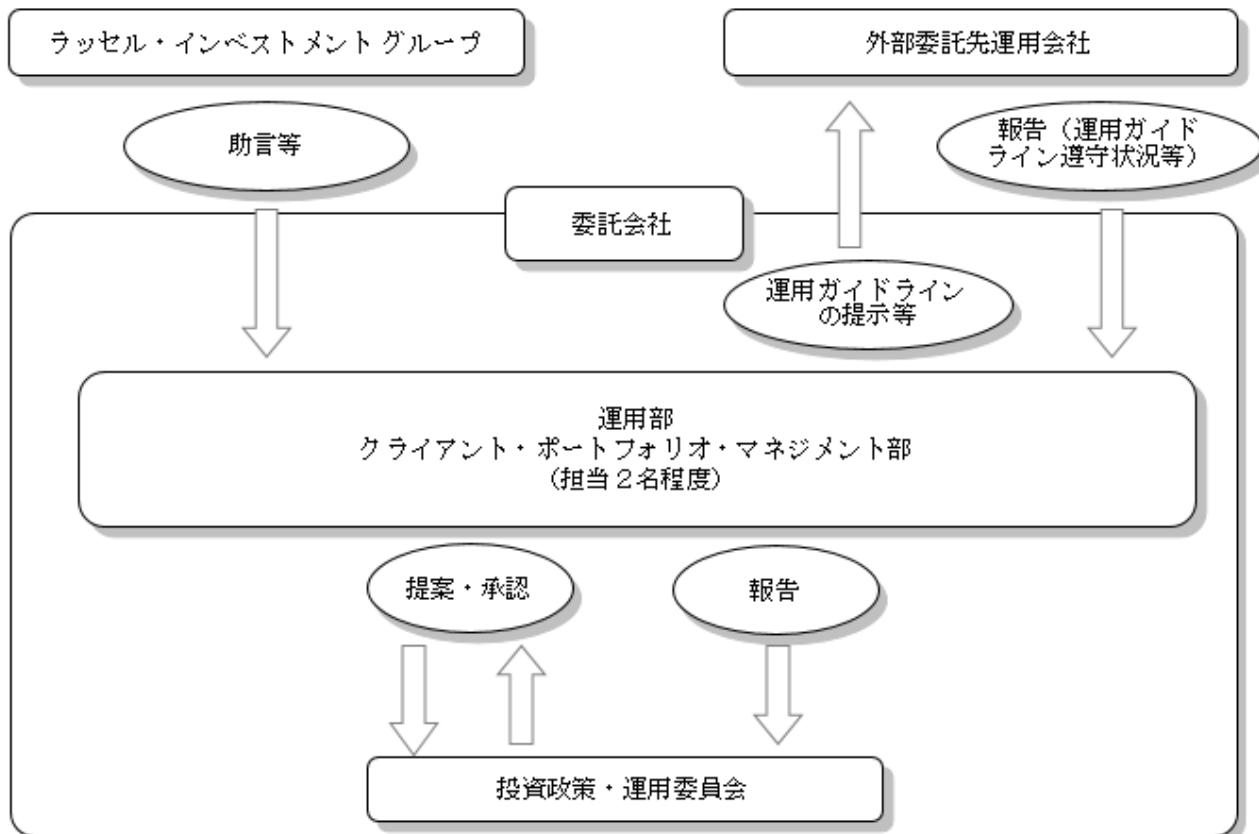 ラッセル・インベストメント グループ
外部委託先運用会社
助言等
報告（運用ガイド
ライン遵守状況等）
委託会社
運用ガイドライン
の提示等
運用部
クライアント・ポートフォリオ・マネジメント部
（担当２名程度）
提案・承認
報告
投資政策・運用委員会